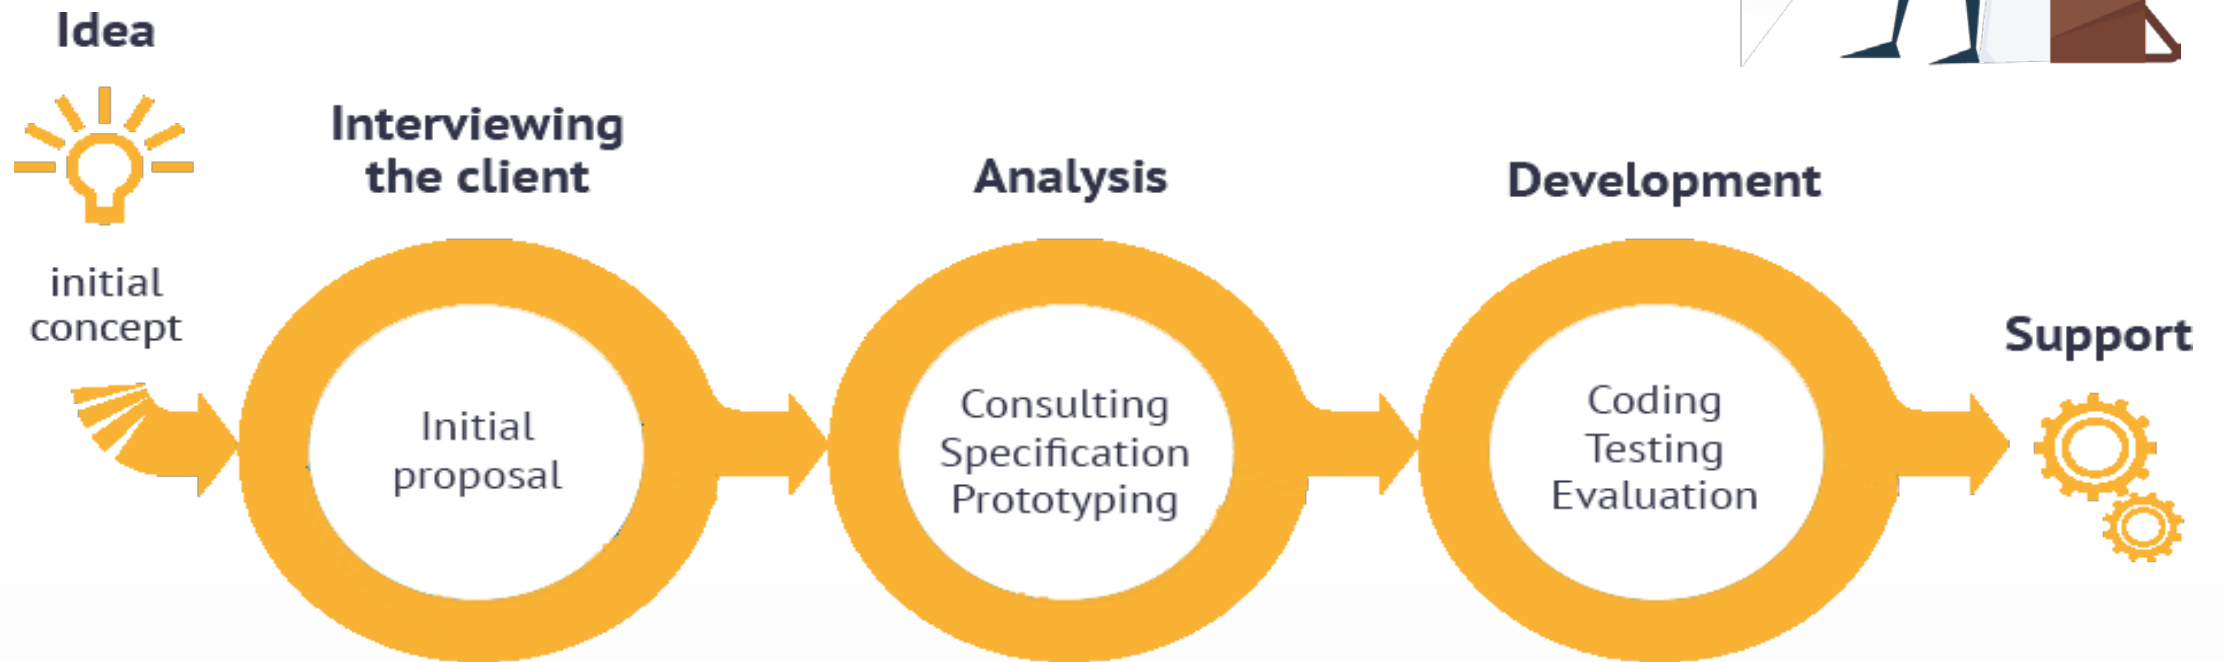 Idea
initial
concept
Interviewing
the client
Initial
proposal
Analysis
Consulting
Specification
Prototyping
Development
Coding
Testing
Evaluation
Support